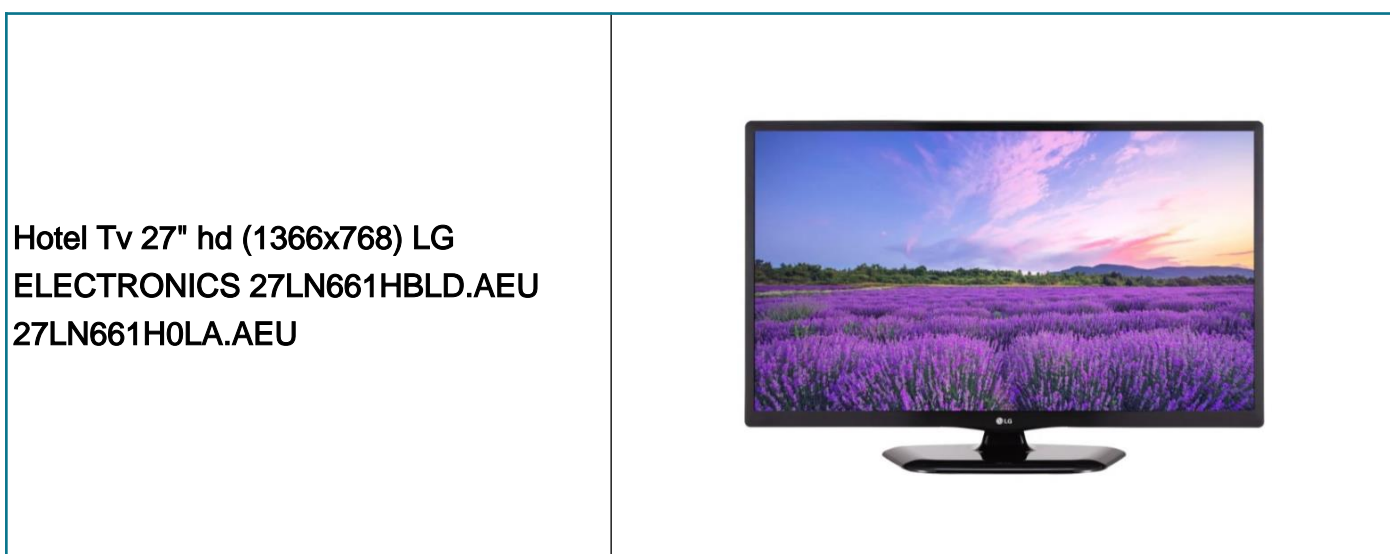 Hotel Tv 27" hd (1366x768) LG
ELECTRONICS 27LN661HBLD.AEU
27LN661H0LA.AEU
LG